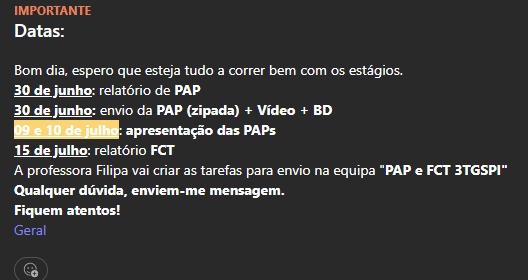 IMPORTANTE
Datas:
Bom dia, espero que esteja tudo a correr bem com os estágios.
30 de junho: relatório de PAP
30 de junho: envio da PAP (zipada) + Vídeo + BD
09 e 10 de julho: apresentação das PAPs
15 de julho: relatório FCT
A professora Filipa vai criar as tarefas para envio na equipa "PAP e FCT 3TGSPI"
Qualquer dúvida, enviem-me mensagem.
Fiquem atentos!
Geral